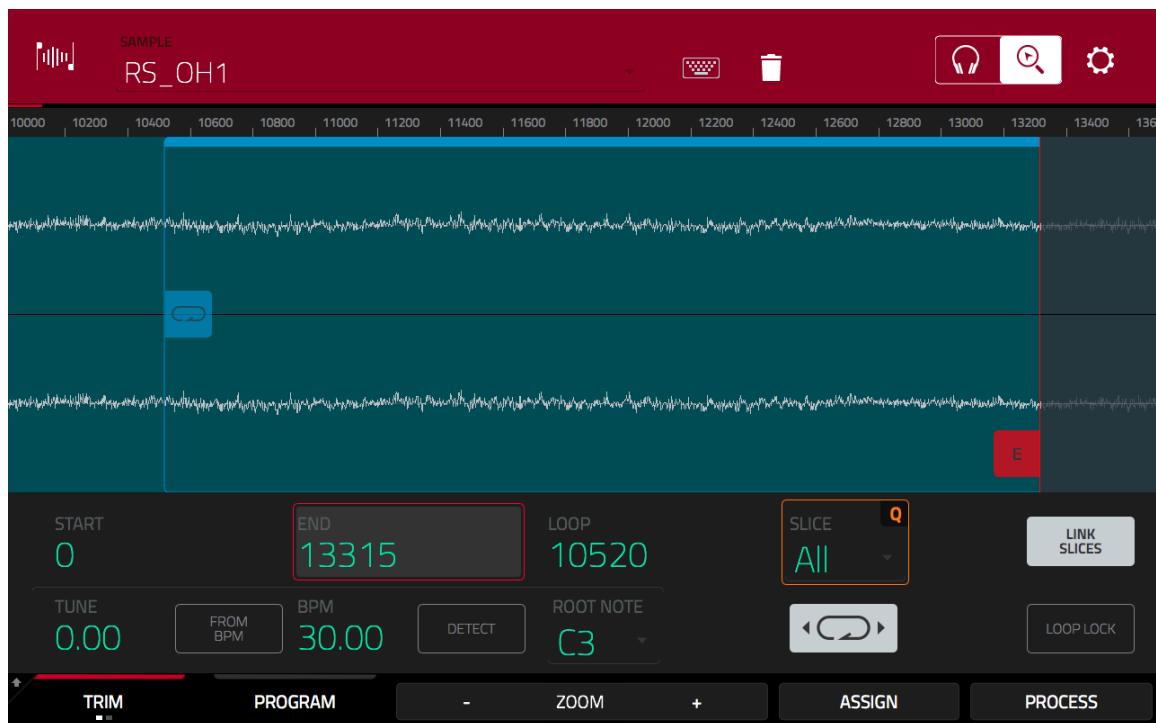 SAMPLE
RS_OH1
10000 10200 10400 10600 10800 11000 11200 11400 11600 11800 12000 12200 12400 12600 12800 13000 13200 13400 136
E
START END LOOP SLICE Q
0 13315 10520 All
LINK
SLICES
TUNE BPM ROOT NOTE
0.00 FROM
BPM 30.00 DETECT C3 LOOP LOCK
TRIM PROGRAM - ZOOM + ASSIGN PROCESS